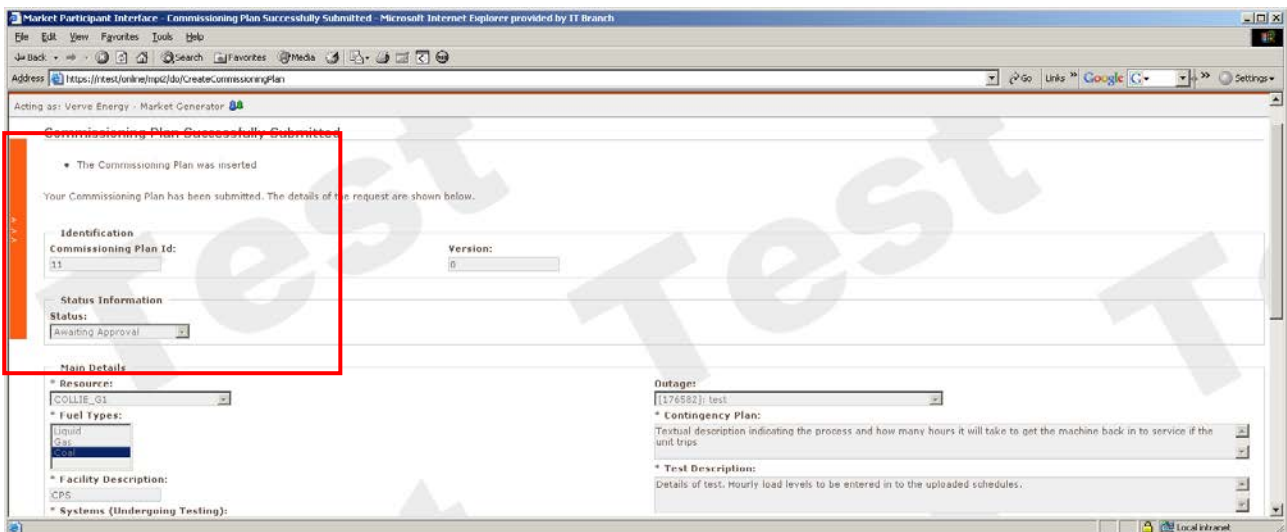 Market Participant Interface - Commissioning Plan Successfully Submitted - Microsoft Internet Explorer provided by IT Branch
File Edit View Favorites Tools Help
Back Search Favorites Media
Address https://ntest/online/mpi2/do/CreateCommissioningPlan Go Links » Google G » Settings
Acting as: Verve Energy - Market Generator
Commissioning Plan Successfully Submitted
• The Commissioning Plan was inserted
Your Commissioning Plan has been submitted. The details of the request are shown below.
Identification
Commissioning Plan Id: Version:
11 0
Status Information
Status:
Awaiting Approval
Main Details
* Resource: Outage:
COLLIE_G1 [176582]: test
* Fuel Types: * Contingency Plan:
Liquid Textual description indicating the process and how many hours it will take to get the machine back in to service if the
Gas unit trips
Coal
* Test Description:
* Facility Description: Details of test. Hourly load levels to be entered in to the uploaded schedules.
CPS
* Systems (Undergoing Testing):
Local intranet
Test
Test
T